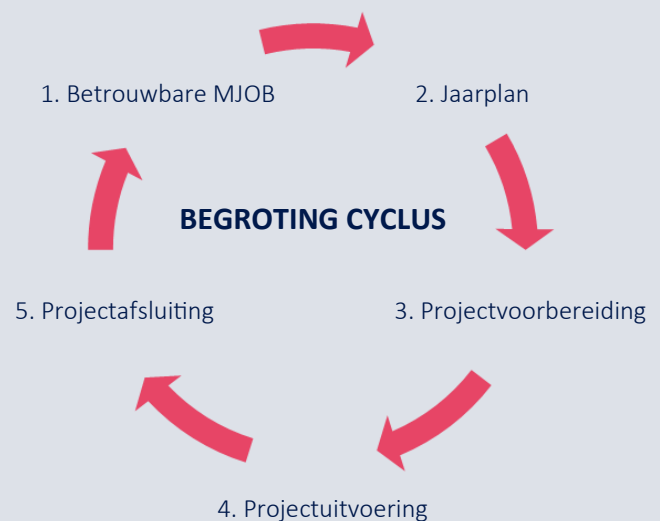 1. Betrouwbare MJOB
2. Jaarplan
BEGROTING CYCLUS
5. Projectafsluiting
3. Projectvoorbereiding
4. Projectuitvoering